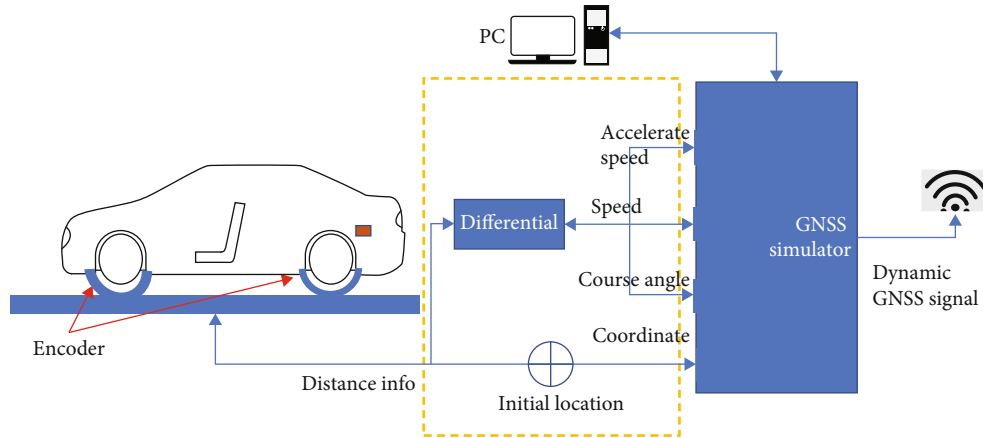 PC
Accelerate
speed
Differential
Speed
GNSS
simulator
Course angle
Dynamic
GNSS signal
Encoder
Coordinate
Distance info
Initial location